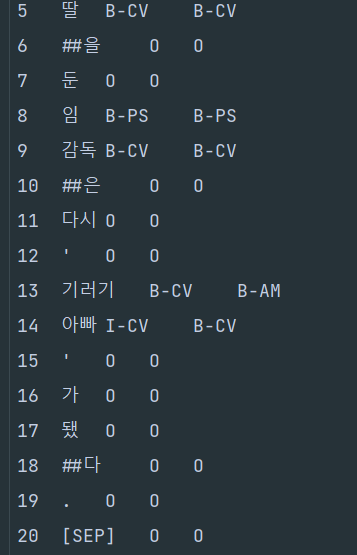 5 딸 B-CV B-CV
6 ##을 O O
7 둔 O O
8 임 B-PS B-PS
9 감독 B-CV B-CV
10 ##은 O O
11 다시 O O
12 ' O O
13 기러기 B-CV B-AM
14 아빠 I-CV B-CV
15 ' O O
16 가 O O
17 됐 O O
18 ##다 O O
19 . O O
20 [SEP] O O